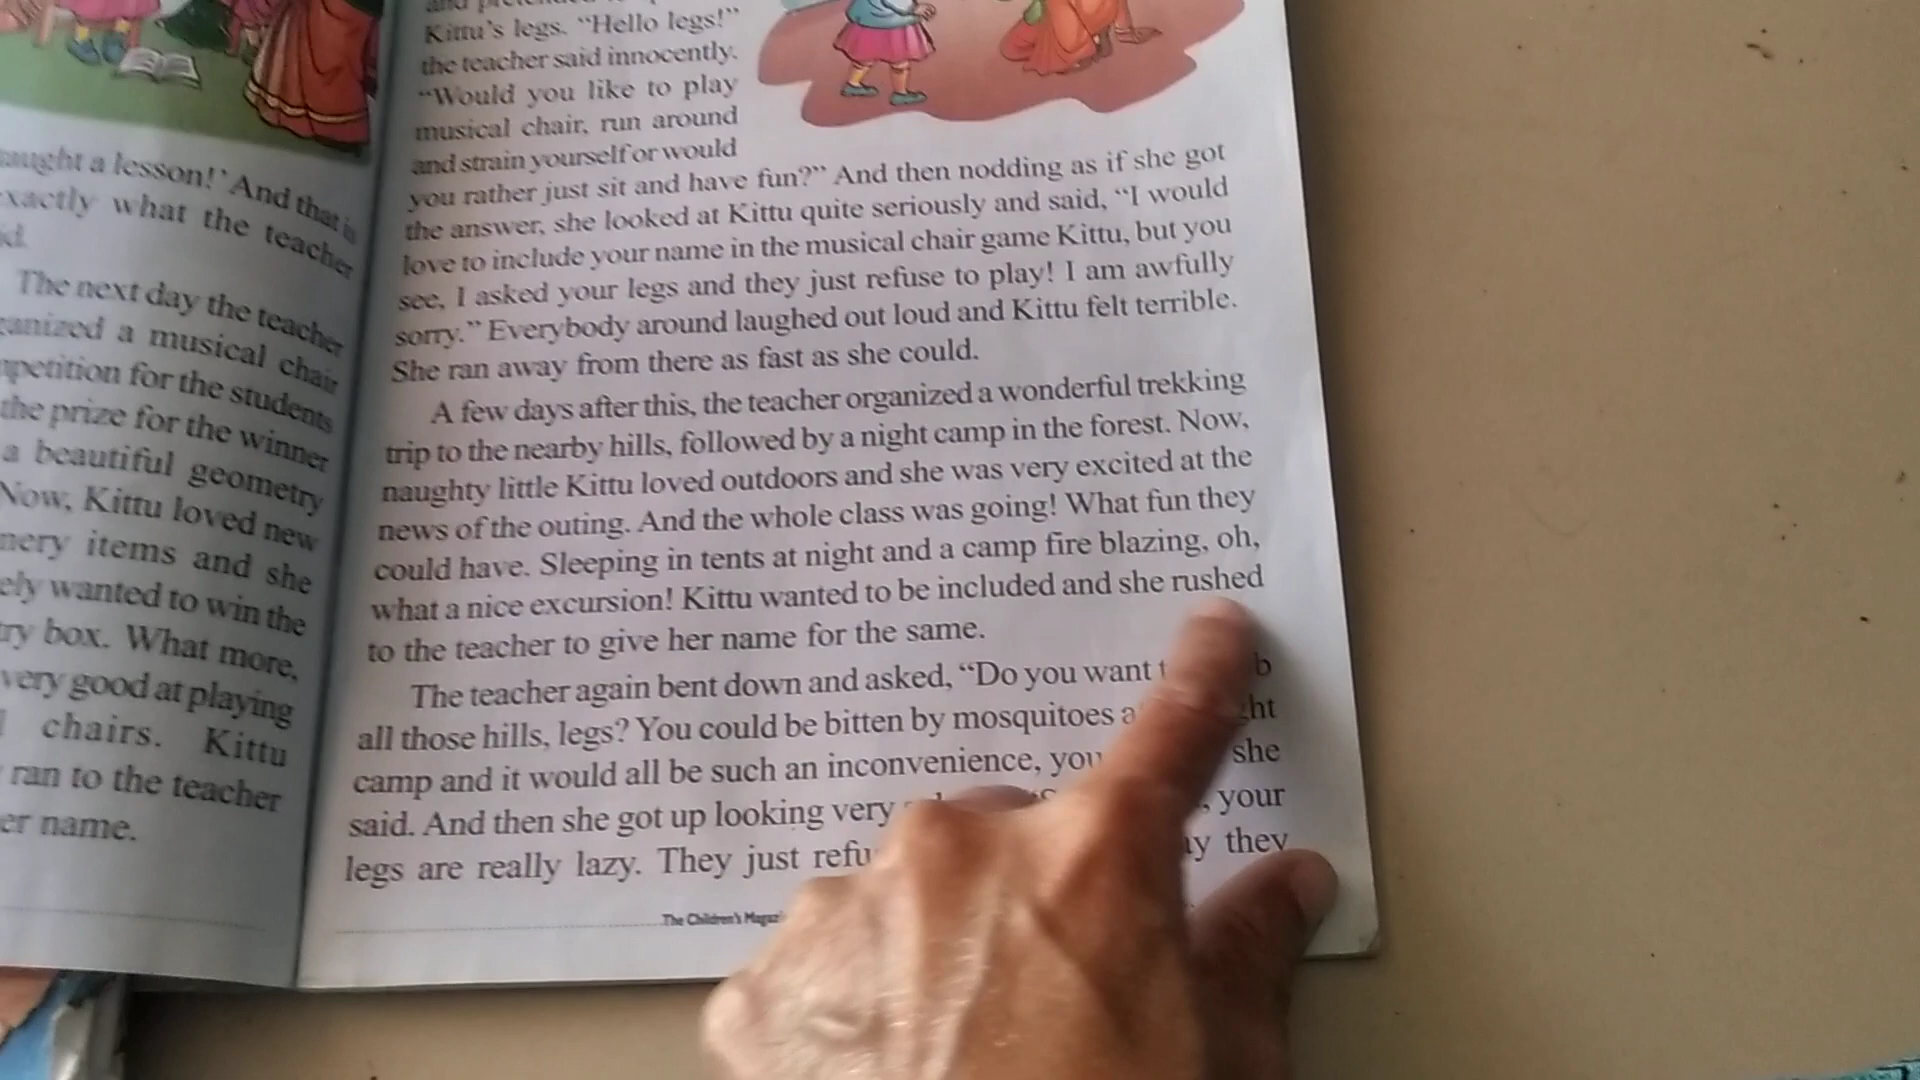 taught a lesson!' And that is
exactly what the teacher
The next day the teacher
organized a musical chair
competition for the students
the prize for the winner
a beautiful geometry
Now, Kittu loved new
items and she
wanted to win the
box. What more,
very good at playing
chairs. Kittu
ran to the teacher
name.
Kittu's legs. “Hello legs!”
the teacher said innocently.
“Would you like to play
musical chair, run around
and strain yourself or would
you rather just sit and have fun?” And then nodding as if she got
the answer, she looked at Kittu quite seriously and said, “I would
love to include your name in the musical chair game Kittu, but you
see, I asked your legs and they just refuse to play! I am awfully
sorry.” Everybody around laughed out loud and Kittu felt terrible.
She ran away from there as fast as she could.
A few days after this, the teacher organized a wonderful trekking
trip to the nearby hills, followed by a night camp in the forest. Now,
naughty little Kittu loved outdoors and she was very excited at the
news of the outing. And the whole class was going! What fun they
could have. Sleeping in tents at night and a camp fire blazing, oh,
what a nice excursion! Kittu wanted to be included and she rushed
to the teacher to give her name for the same.
The teacher again bent down and asked, “Do you want
all those hills, legs? You could be bitten by mosquitoes
camp and it would all be such an inconvenience, she
said. And then she got up looking very your
legs are really lazy. They just they
The Children's